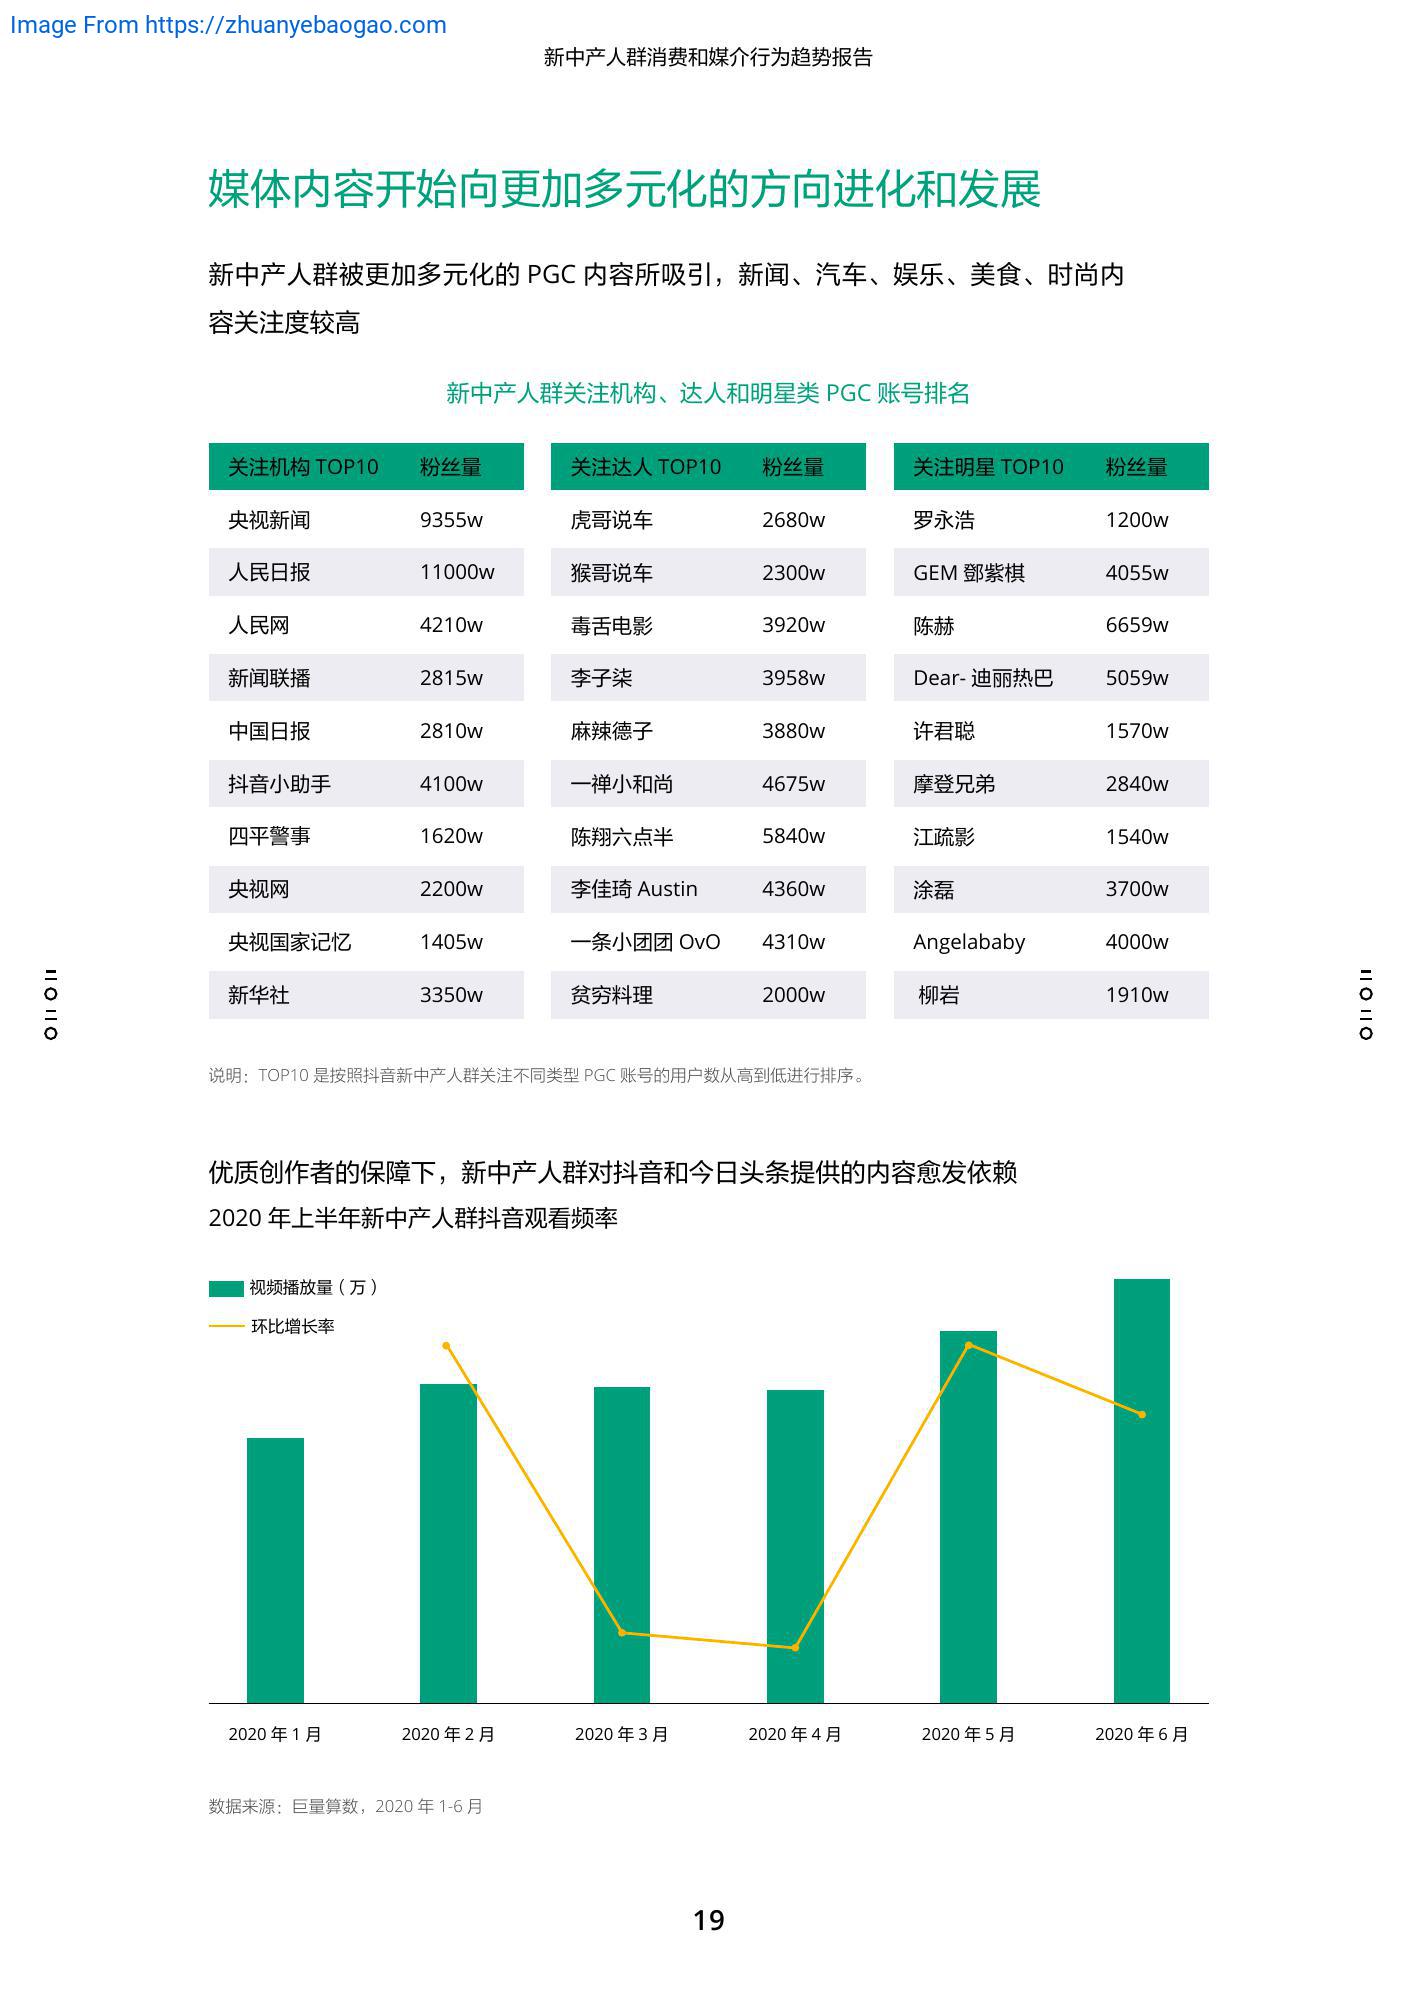 Image From https://zhuanyebaogao.com
新中产人群消费和媒介行为趋势报告
媒体内容开始向更加多元化的方向进化和发展
新中产人群被更加多元化的 PGC 内容所吸引，新闻、汽车、娱乐、美食、时尚内
容关注度较高
新中产人群关注机构、达人和明星类 PGC 账号排名
关注机构 TOP10 粉丝量 关注达人 TOP10 粉丝量 关注明星 TOP10 粉丝量
央视新闻 9355w 虎哥说车 2680w 罗永浩 1200w
人民日报 11000w 猴哥说车 2300w GEM 鄧紫棋 4055w
人民网 4210w 毒舌电影 3920w 陈赫 6659w
新闻联播 2815w 李子柒 3958w Dear- 迪丽热巴 5059w
中国日报 2810w 麻辣德子 3880w 许君聪 1570w
抖音小助手 4100w 一禅小和尚 4675w 摩登兄弟 2840w
四平警事 1620w 陈翔六点半 5840w 江疏影 1540w
央视网 2200w 李佳琦 Austin 4360w 涂磊 3700w
央视国家记忆 1405w 一条小团团 OvO 4310w Angelababy 4000w
新华社 3350w 贫穷料理 2000w 柳岩 1910w
说明：TOP10 是按照抖音新中产人群关注不同类型 PGC 账号的用户数从高到低进行排序。
优质创作者的保障下，新中产人群对抖音和今日头条提供的内容愈发依赖
2020 年上半年新中产人群抖音观看频率
视频播放量（万）
环比增长率
2020 年 1 月 2020 年 2 月 2020 年 3 月 2020 年 4 月 2020 年 5 月 2020 年 6 月
数据来源：巨量算数，2020 年 1-6 月
19